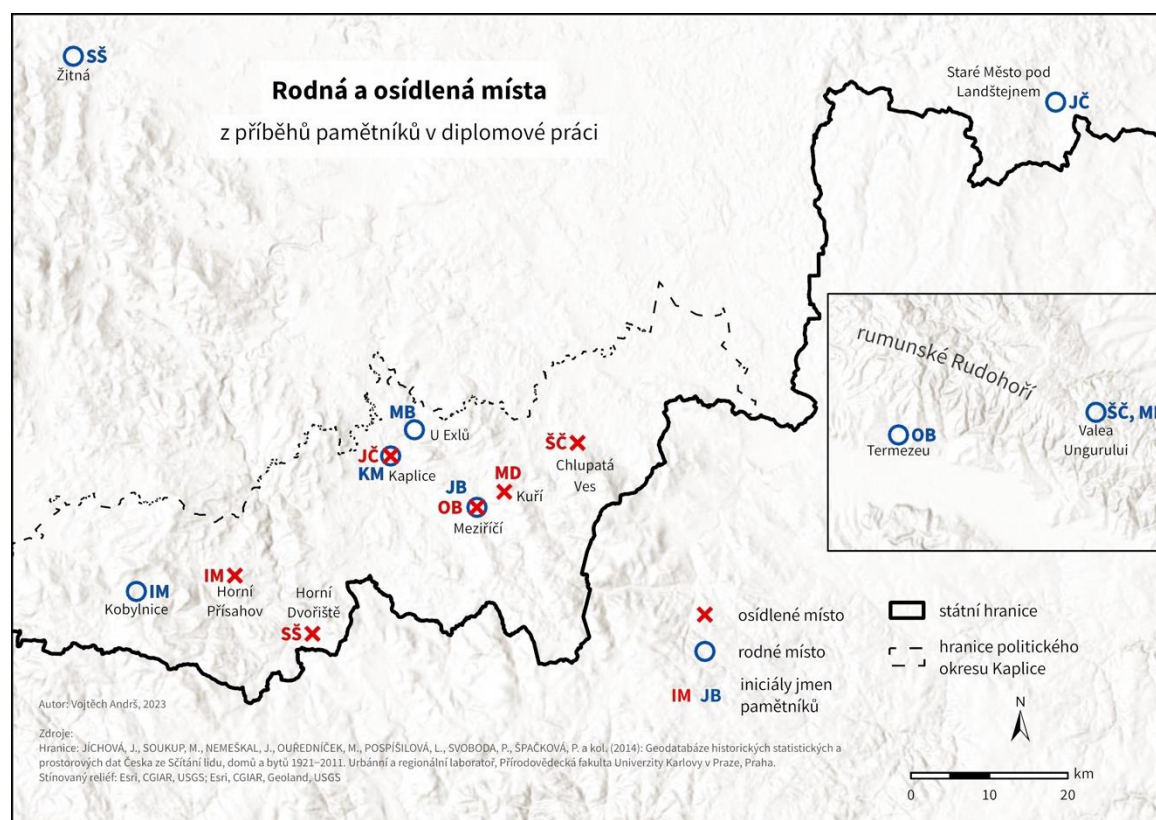 Rodná a osídlená místa
z příběhů pamětníků v diplomové práci
SŠ
Žitná
Staré Město pod
Landštejnem
JČ
rumunské Rudohoří
OB
Termezeu
ŠČ,
Valea
Ungurului
MB
U Exlů
JČ
KM
Kaplice
ŠČ
Chlupatá
Ves
MD
Kuří
JB
OB
Meziříčí
IM
Kobylnice
IM
Horní
Přísahov
Horní
Dvořiště
SŠ
osídlené místo
rodné místo
IM JB
iniciály jmen
pamětníků
státní hranice
hranice politického
okresu Kaplice
N
km
0 10 20
Autor: Vojtěch Andrš, 2023
Zdroje:
Hranice: JÍCHOVÁ, J., SOUKUP, M., NEMEŠKAL, J., OUŘEDNÍČEK, M., POSPÍŠILOVÁ, L., SVOBODA, P., ŠPAČKOVÁ, P. a kol. (2014): Geodatabáze historických statistických a
prostorových dat Česka ze Sčítání lidu, domů a bytů 1921–2011. Urbánní a regionální laboratoř, Přírodovědecká fakulta Univerzity Karlovy v Praze, Praha.
Stínovaný reliéf: Esri, CGIAR, USGS; Esri, CGIAR, Geoland, USGS